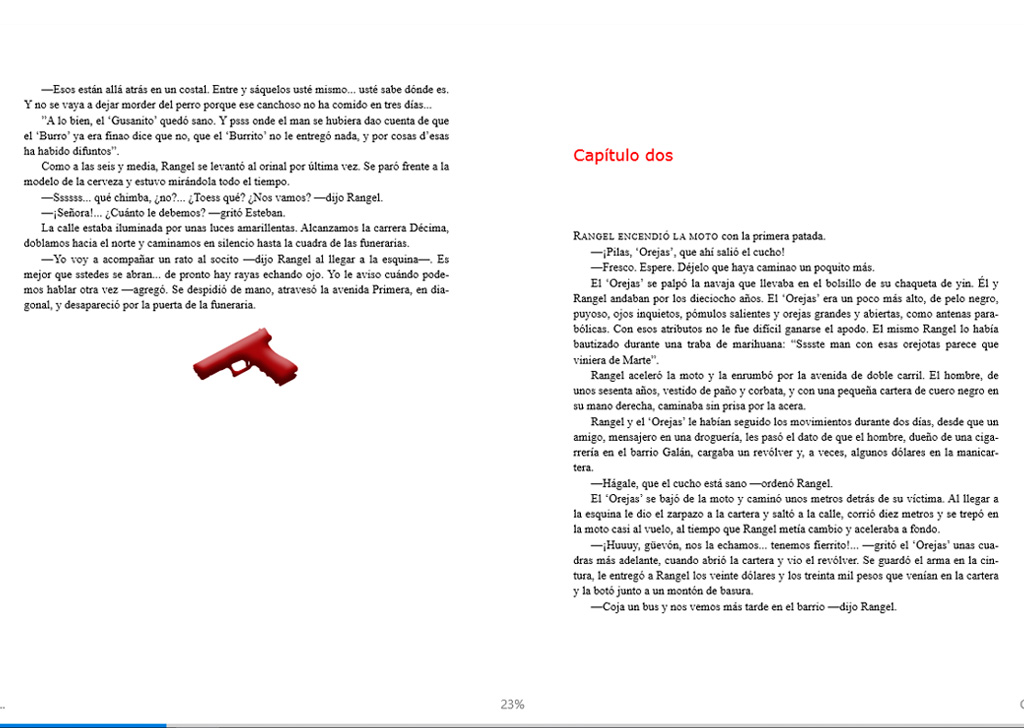 —Esos están allá atrás en un costal. Entre y sáquelos usté mismo... usté sabe dónde es.
Y no se vaya a dejar morder del perro porque ese canchoso no ha comido en tres días...
”A lo bien, el ‘Gusanito’ quedó sano. Y psss onde el man se hubiera dao cuenta de que
el ‘Burro’ ya era finao dice que no, que el ‘Burrito’ no le entregó nada, y por cosas d’esas
ha habido difuntos”.
Como a las seis y media, Rangel se levantó al orinal por última vez. Se paró frente a la
modelo de la cerveza y estuvo mirándola todo el tiempo.
—Ssssss... qué chimba, ¿no?... ¿Toess qué? ¿Nos vamos? —dijo Rangel.
—¡Señora!... ¿Cuánto le debemos? —gritó Esteban.
La calle estaba iluminada por unas luces amarillentas. Alcanzamos la carrera Décima,
doblamos hacia el norte y caminamos en silencio hasta la cuadra de las funerarias.
—Yo voy a acompañar un rato al socito —dijo Rangel al llegar a la esquina—. Es
mejor que sstedes se abran... de pronto hay rayas echando ojo. Yo le aviso cuándo pode-
mos hablar otra vez —agregó. Se despidió de mano, atravesó la avenida Primera, en dia-
gonal, y desapareció por la puerta de la funeraria.
Capítulo dos
RANGEL ENCENDIÓ LA MOTO con la primera patada.
—¡Pilas, ‘Orejas’, que ahí salió el cucho!
—Fresco. Espere. Déjelo que haya caminao un poquito más.
El ‘Orejas’ se palpó la navaja que llevaba en el bolsillo de su chaqueta de yin. Él y
Rangel andaban por los dieciocho años. El ‘Orejas’ era un poco más alto, de pelo negro,
puyoso, ojos inquietos, pómulos salientes y orejas grandes y abiertas, como antenas para-
bólicas. Con esos atributos no le fue difícil ganarse el apodo. El mismo Rangel lo había
bautizado durante una traba de marihuana: “Sssste man con esas orejotas parece que
viniera de Marte”.
Rangel aceleró la moto y la enrumbó por la avenida de doble carril. El hombre, de
unos sesenta años, vestido de paño y corbata, y con una pequeña cartera de cuero negro en
su mano derecha, caminaba sin prisa por la acera.
Rangel y el ‘Orejas’ le habían seguido los movimientos durante dos días, desde que un
amigo, mensajero en una droguería, les pasó el dato de que el hombre, dueño de una ciga-
rrería en el barrio Galán, cargaba un revólver y, a veces, algunos dólares en la manicar-
tera.
—Hágale, que el cucho está sano —ordenó Rangel.
El ‘Orejas’ se bajó de la moto y caminó unos metros detrás de su víctima. Al llegar a
la esquina le dio el zarpazo a la cartera y saltó a la calle, corrió diez metros y se trepó en
la moto casi al vuelo, al tiempo que Rangel metía cambio y aceleraba a fondo.
—¡Huuuy, güevón, nos la echamos... tenemos fierrito!... —gritó el ‘Orejas’ unas cua-
dras más adelante, cuando abrió la cartera y vio el revólver. Se guardó el arma en la cin-
tura, le entregó a Rangel los veinte dólares y los treinta mil pesos que venían en la cartera
y la botó junto a un montón de basura.
—Coja un bus y nos vemos más tarde en el barrio —dijo Rangel.
23%